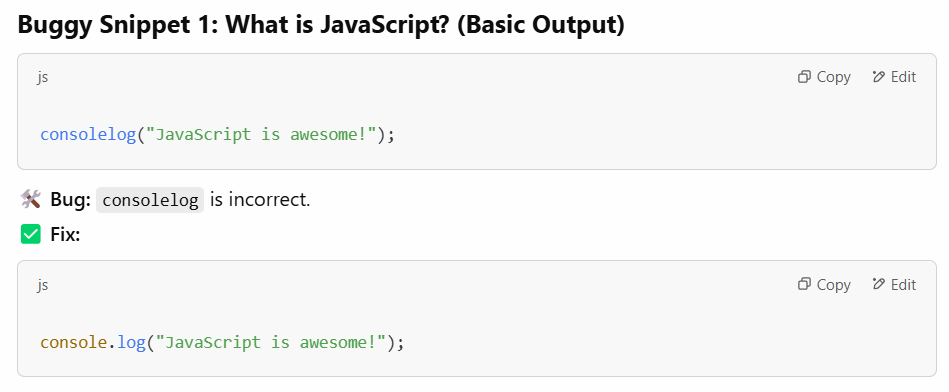 Buggy Snippet 1: What is JavaScript? (Basic Output)
js Copy Edit
consolelog("JavaScript is awesome!");
🛠️ Bug: consolelog is incorrect.
✅ Fix:
js Copy Edit
console.log("JavaScript is awesome!");